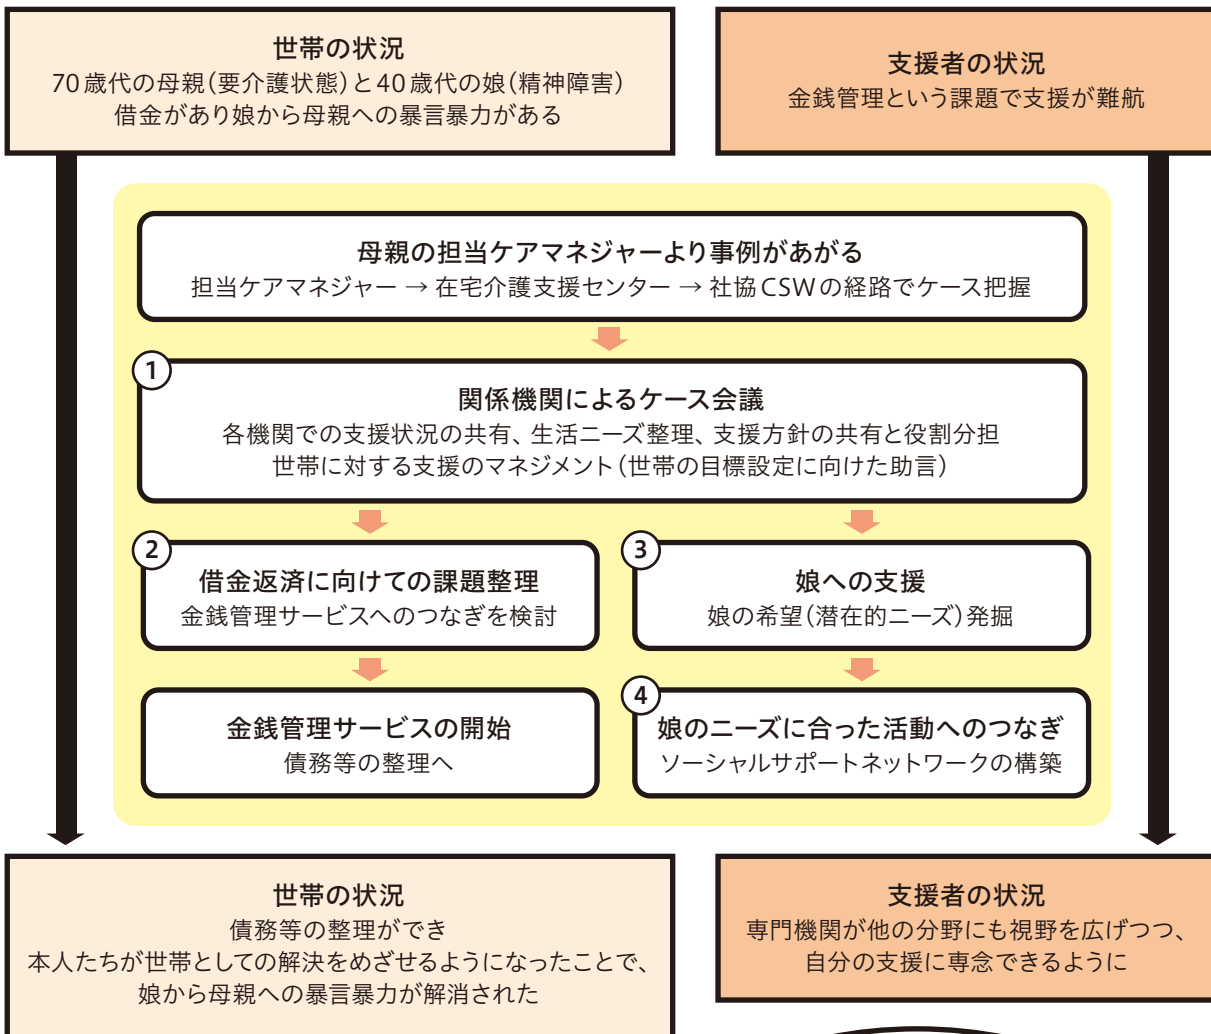 世帯の状況
70歳代の母親(要介護状態)と40歳代の娘(精神障害)
借金があり娘から母親への暴言暴力がある
支援者の状況
金銭管理という課題で支援が難航
母親の担当ケアマネジャーより事例があがる
担当ケアマネジャー → 在宅介護支援センター → 社協CSWの経路でケース把握
1
関係機関によるケース会議
各機関での支援状況の共有、生活ニーズ整理、支援方針の共有と役割分担
世帯に対する支援のマネジメント(世帯の目標設定に向けた助言)
2
借金返済に向けての課題整理
金銭管理サービスへのつなぎを検討
3
娘への支援
娘の希望(潜在的ニーズ)発掘
金銭管理サービスの開始
債務等の整理へ
4
娘のニーズに合った活動へのつなぎ
ソーシャルサポートネットワークの構築
世帯の状況
債務等の整理ができ
本人たちが世帯としての解決をめざせるようになったことで、
娘から母親への暴言暴力が解消された
支援者の状況
専門機関が他の分野にも視野を広げつつ、
自分の支援に専念できるように